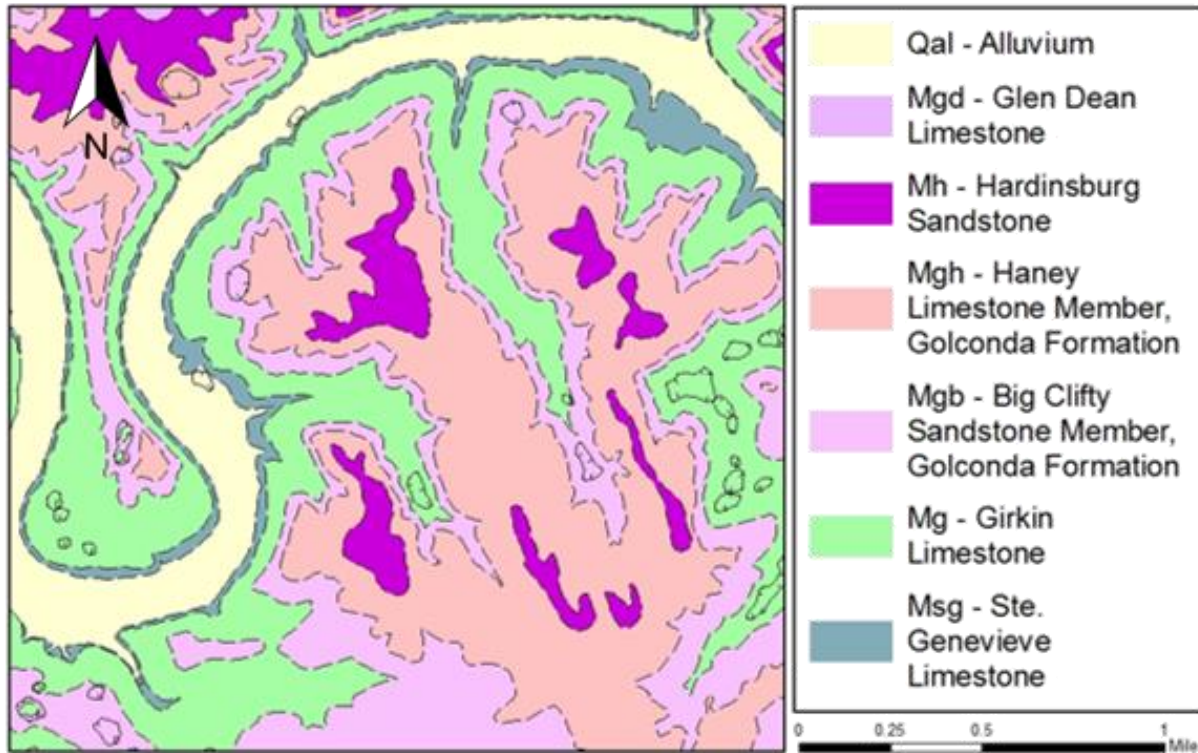 N
Qal - Alluvium
Mgd - Glen Dean
Limestone
Mh - Hardinsburg
Sandstone
Mgh - Haney
Limestone Member,
Golconda Formation
Mgb - Big Clifty
Sandstone Member,
Golconda Formation
Mg - Girkin
Limestone
Msg - Ste.
Genevieve
Limestone
0 0.25 0.5 1
Mile